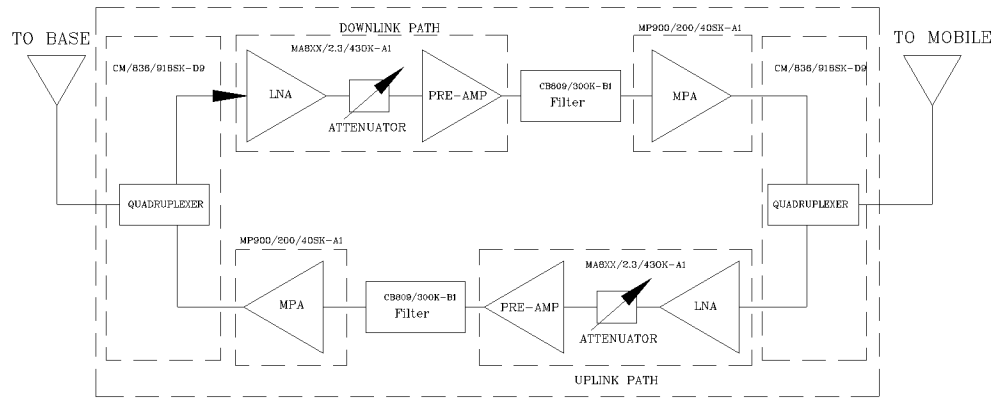 DOWNLINK PATH
TO BASE
TO MOBILE
MA8XX/2.3/430K-A1
MP900/200/40SK-A1
CM/836/918SK-D9
CM/836/918SK-D9
LNA
PRE-AMP
CB809/300K-B1
Filter
MPA
ATTENUATOR
QUADRUPLEXER
QUADRUPLEXER
MP900/200/40SK-A1
MA8XX/2.3/430K-A1
MPA
CB809/300K-B1
Filter
PRE-AMP
LNA
ATTENUATOR
UPLINK PATH